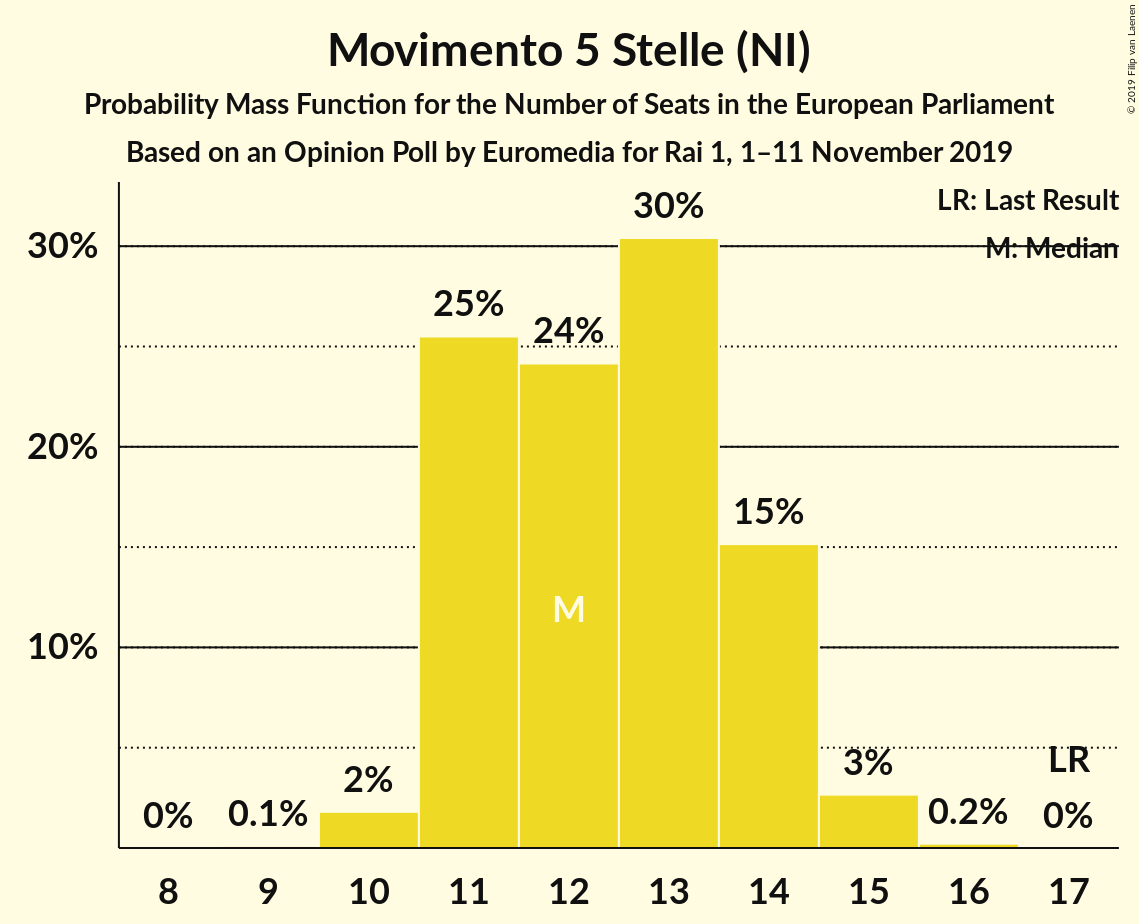 Movimento 5 Stelle (NI)
Probability Mass Function for the Number of Seats in the European Parliament
Based on an Opinion Poll by Euromedia for Rai 1, 1–11 November 2019
© 2019 Filip van Laenen
LR: Last Result
M: Median
30%
20%
10%
0%
0.1%
2%
25%
24%
30%
15%
3%
0.2%
0%
LR
M
8 9 10 11 12 13 14 15 16 17